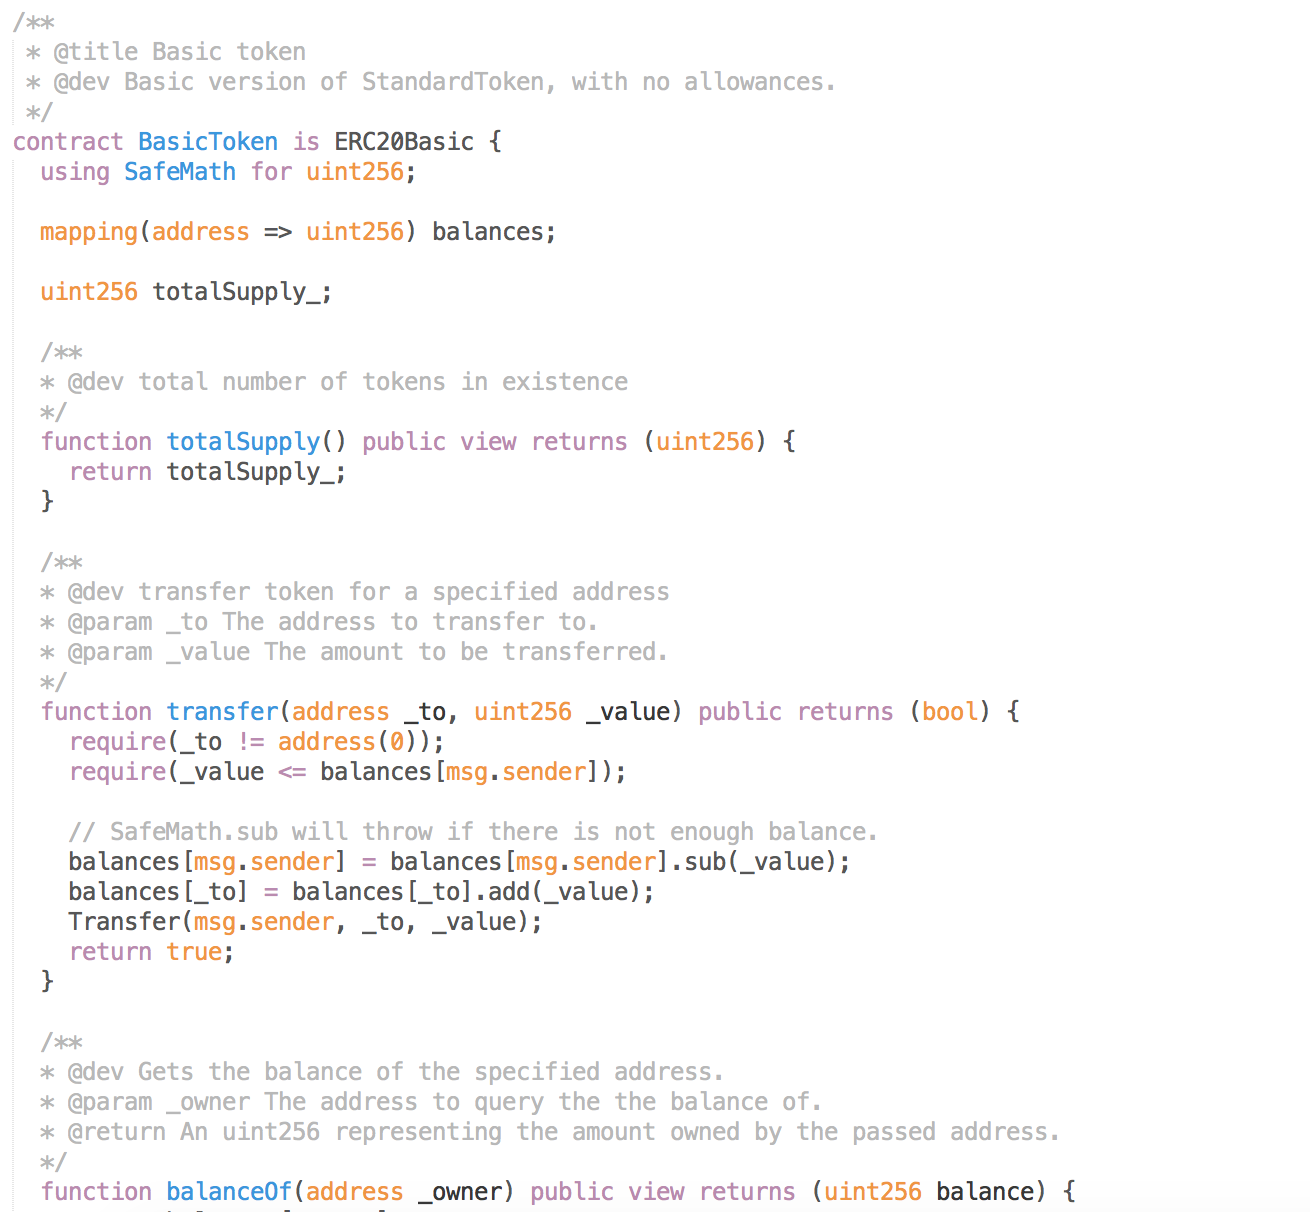 /**
 * @title Basic token
 * @dev Basic version of StandardToken, with no allowances.
 */
contract BasicToken is ERC20Basic {
  using SafeMath for uint256;

  mapping(address => uint256) balances;

  uint256 totalSupply_;

  /**
  * @dev total number of tokens in existence
  */
  function totalSupply() public view returns (uint256) {
    return totalSupply_;
  }

  /**
  * @dev transfer token for a specified address
  * @param _to The address to transfer to.
  * @param _value The amount to be transferred.
  */
  function transfer(address _to, uint256 _value) public returns (bool) {
    require(_to != address(0));
    require(_value <= balances[msg.sender]);

    // SafeMath.sub will throw if there is not enough balance.
    balances[msg.sender] = balances[msg.sender].sub(_value);
    balances[_to] = balances[_to].add(_value);
    Transfer(msg.sender, _to, _value);
    return true;
  }

  /**
  * @dev Gets the balance of the specified address.
  * @param _owner The address to query the the balance of.
  * @return An uint256 representing the amount owned by the passed address.
  */
  function balanceOf(address _owner) public view returns (uint256 balance) {